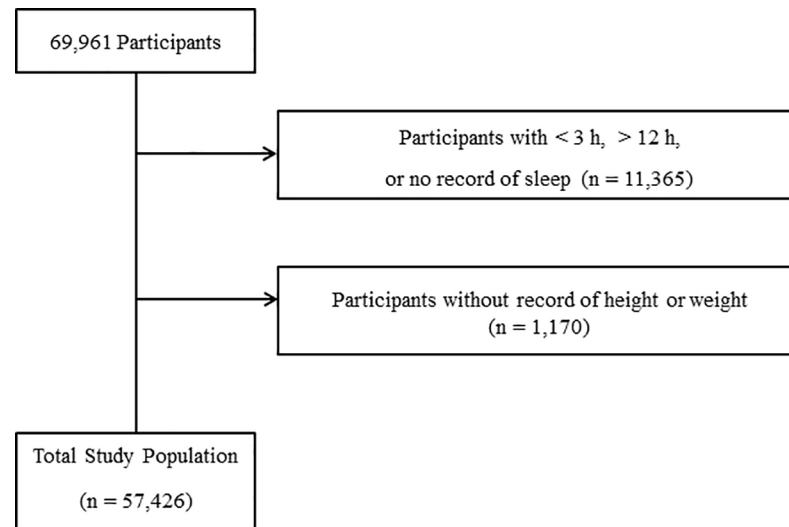 69,961 Participants
Participants with < 3 h, > 12 h,
or no record of sleep (n = 11,365)
Participants without record of height or weight
(n = 1,170)
Total Study Population
(n = 57,426)